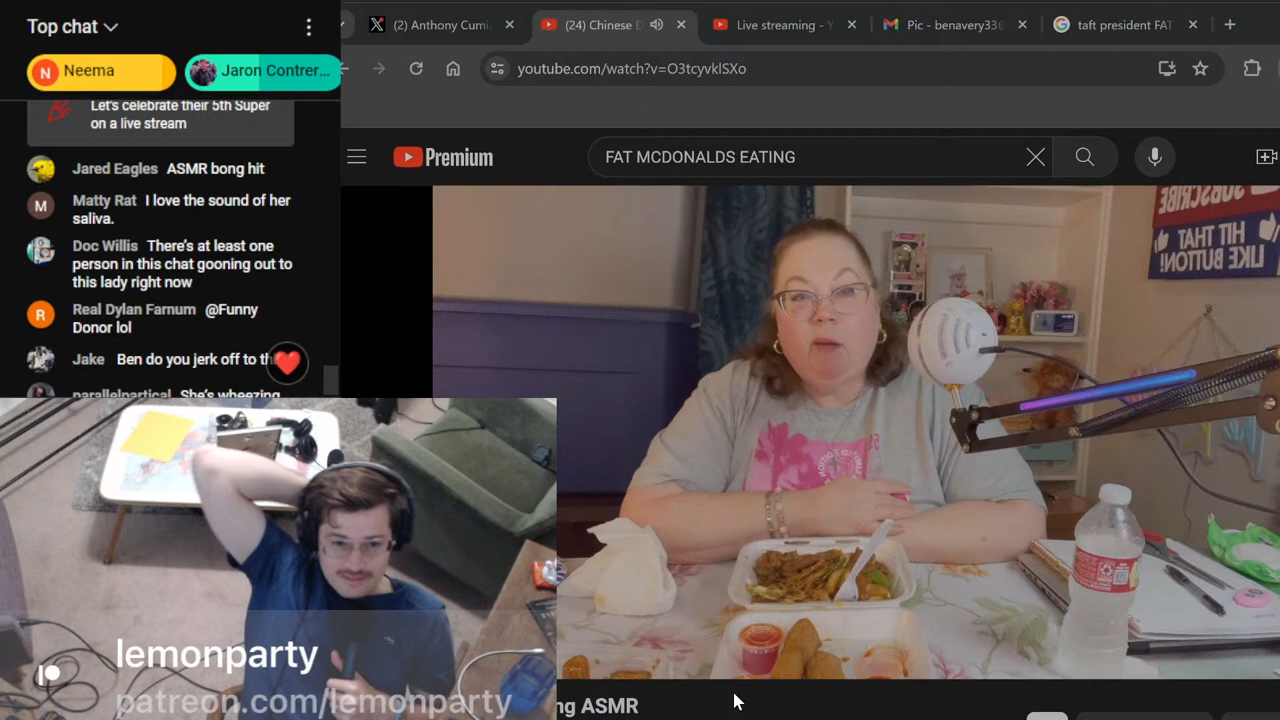 Top chat
(2) Anthony Cumi
(24) Chinese D
Live streaming - Y
Pic - benavery33@
taft president FAT
N Neema
Jaron Contrer...
youtube.com/watch?v=O3tcyvklSXo
Let's celebrate their 5th Super
on a live stream
Premium
FAT MCDONALDS EATING
Jared Eagles ASMR bong hit
M Matty Rat I love the sound of her
saliva.
Doc Willis There's at least one
person in this chat gooning out to
this lady right now
R Real Dylan Farnum @Funny
Donor lol
Jake Ben do you jerk off to th
parallelpartical She's wheezing
SUBSCRIBE
HIT THAT
LIKE BUTTON!
lemonparty
patreon.com/lemonparty
ng ASMR